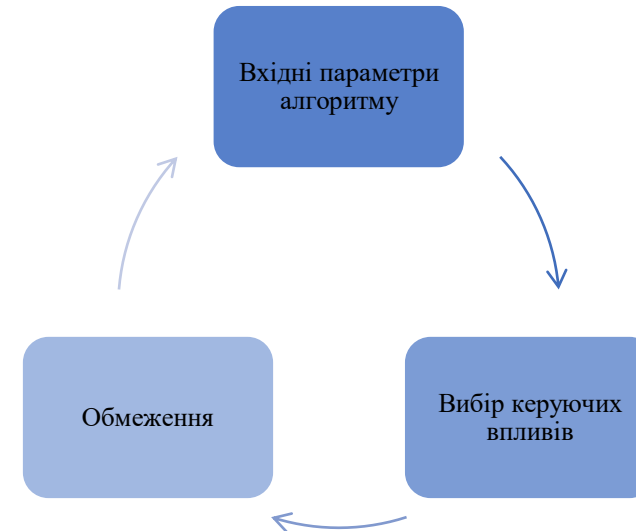 Вхідні параметри
алгоритму
Обмеження
Вибір керуючих
впливів